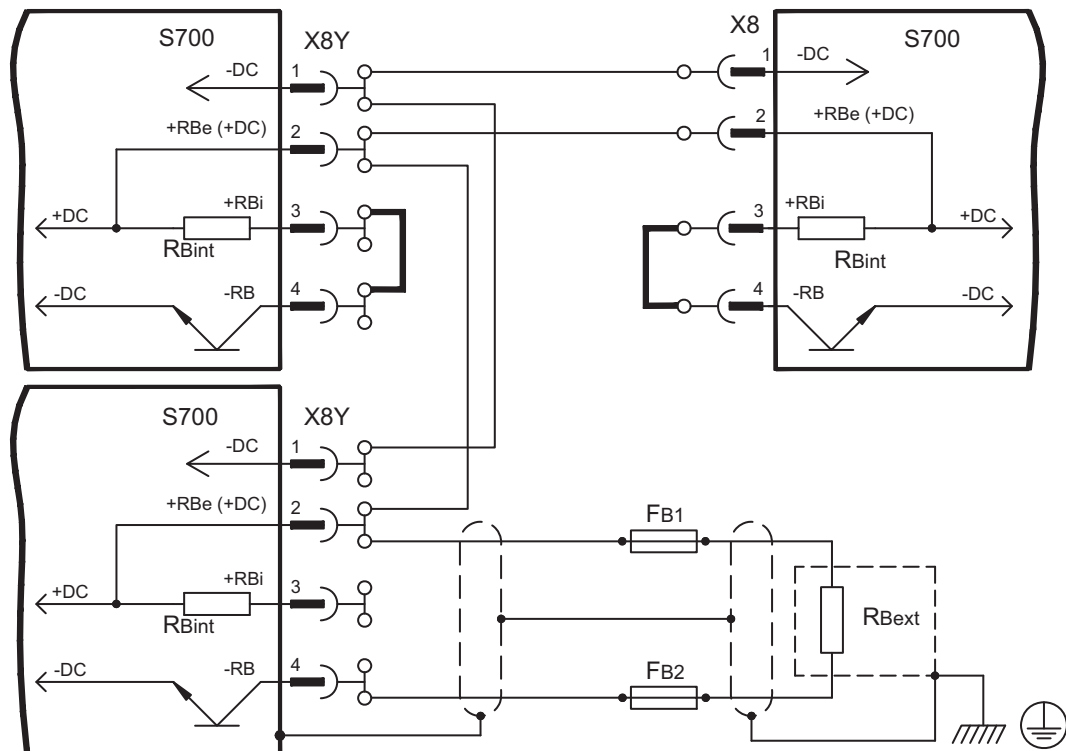 S700
X8Y
-DC
1
+RBe (+DC)
2
+DC
+RBi
3
RBint
-DC
-RB
4
X8
S700
1
-DC
2
+RBe (+DC)
3
+RBi
+DC
RBint
4
-RB
-DC
S700
X8Y
-DC
1
+RBe (+DC)
2
+DC
+RBi
3
RBint
-DC
-RB
4
FB1
RBext
FB2